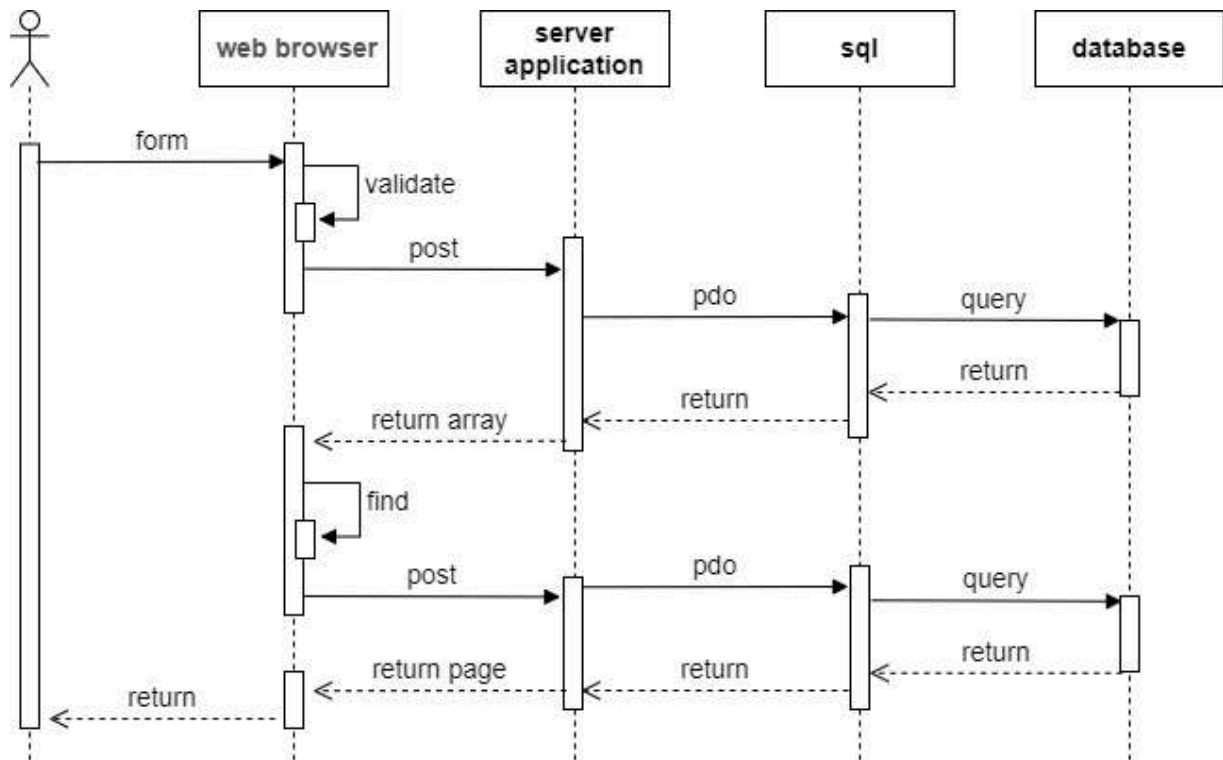 web browser
server
application
sql
database
form
validate
post
pdo
query
return
return
return array
find
post
pdo
query
return
return
return page
return